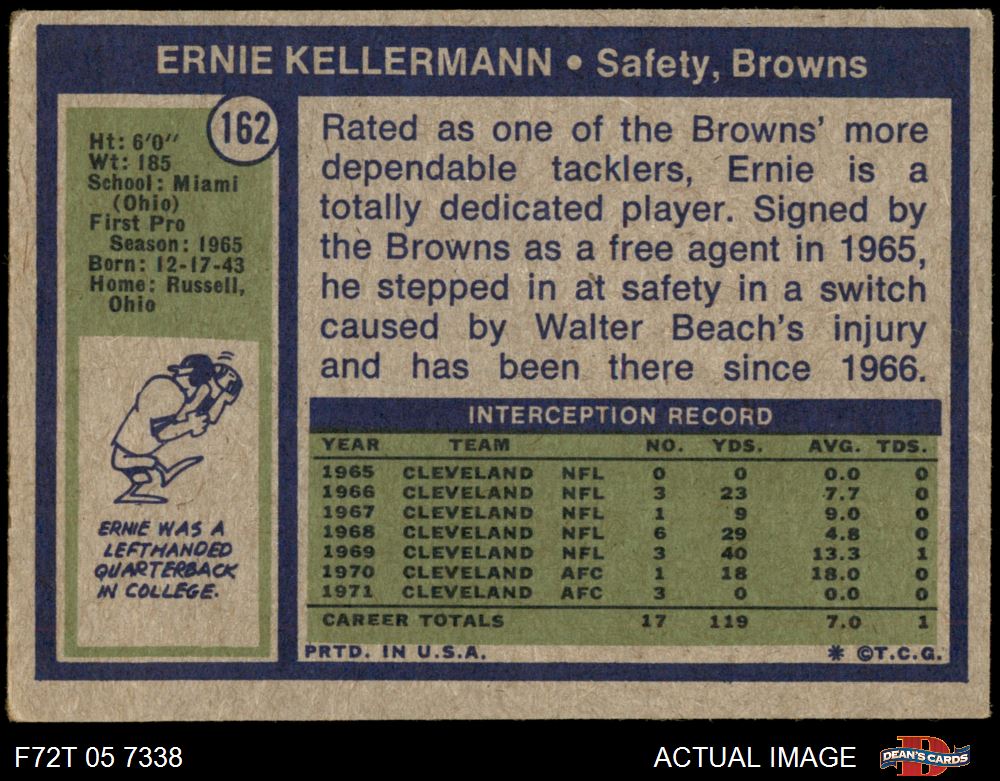 ERNIE KELLERMANN • Safety, Browns
162
Ht: 6'0"
Wt: 185
School: Miami
(Ohio)
First Pro
Season: 1965
Born: 12-17-43
Home: Russell,
Ohio
ERNIE WAS A
LEFTHANDED
QUARTERBACK
IN COLLEGE.
Rated as one of the Browns' more
dependable tacklers, Ernie is a
totally dedicated player. Signed by
the Browns as a free agent in 1965,
he stepped in at safety in a switch
caused by Walter Beach's injury
and has been there since 1966.
INTERCEPTION RECORD
YEAR TEAM NO. YDS. AVG. TDS.
1965 CLEVELAND NFL 0 0 0.0 0
1966 CLEVELAND NFL 3 23 7.7 0
1967 CLEVELAND NFL 1 9 9.0 0
1968 CLEVELAND NFL 6 29 4.8 0
1969 CLEVELAND NFL 3 40 13.3 1
1970 CLEVELAND AFC 1 18 18.0 0
1971 CLEVELAND AFC 3 0 0.0 0
CAREER TOTALS 17 119 7.0 1
PRTD. IN U.S.A. * ©T.C.G.
F72T 05 7338 ACTUAL IMAGE DEAN'S CARDS